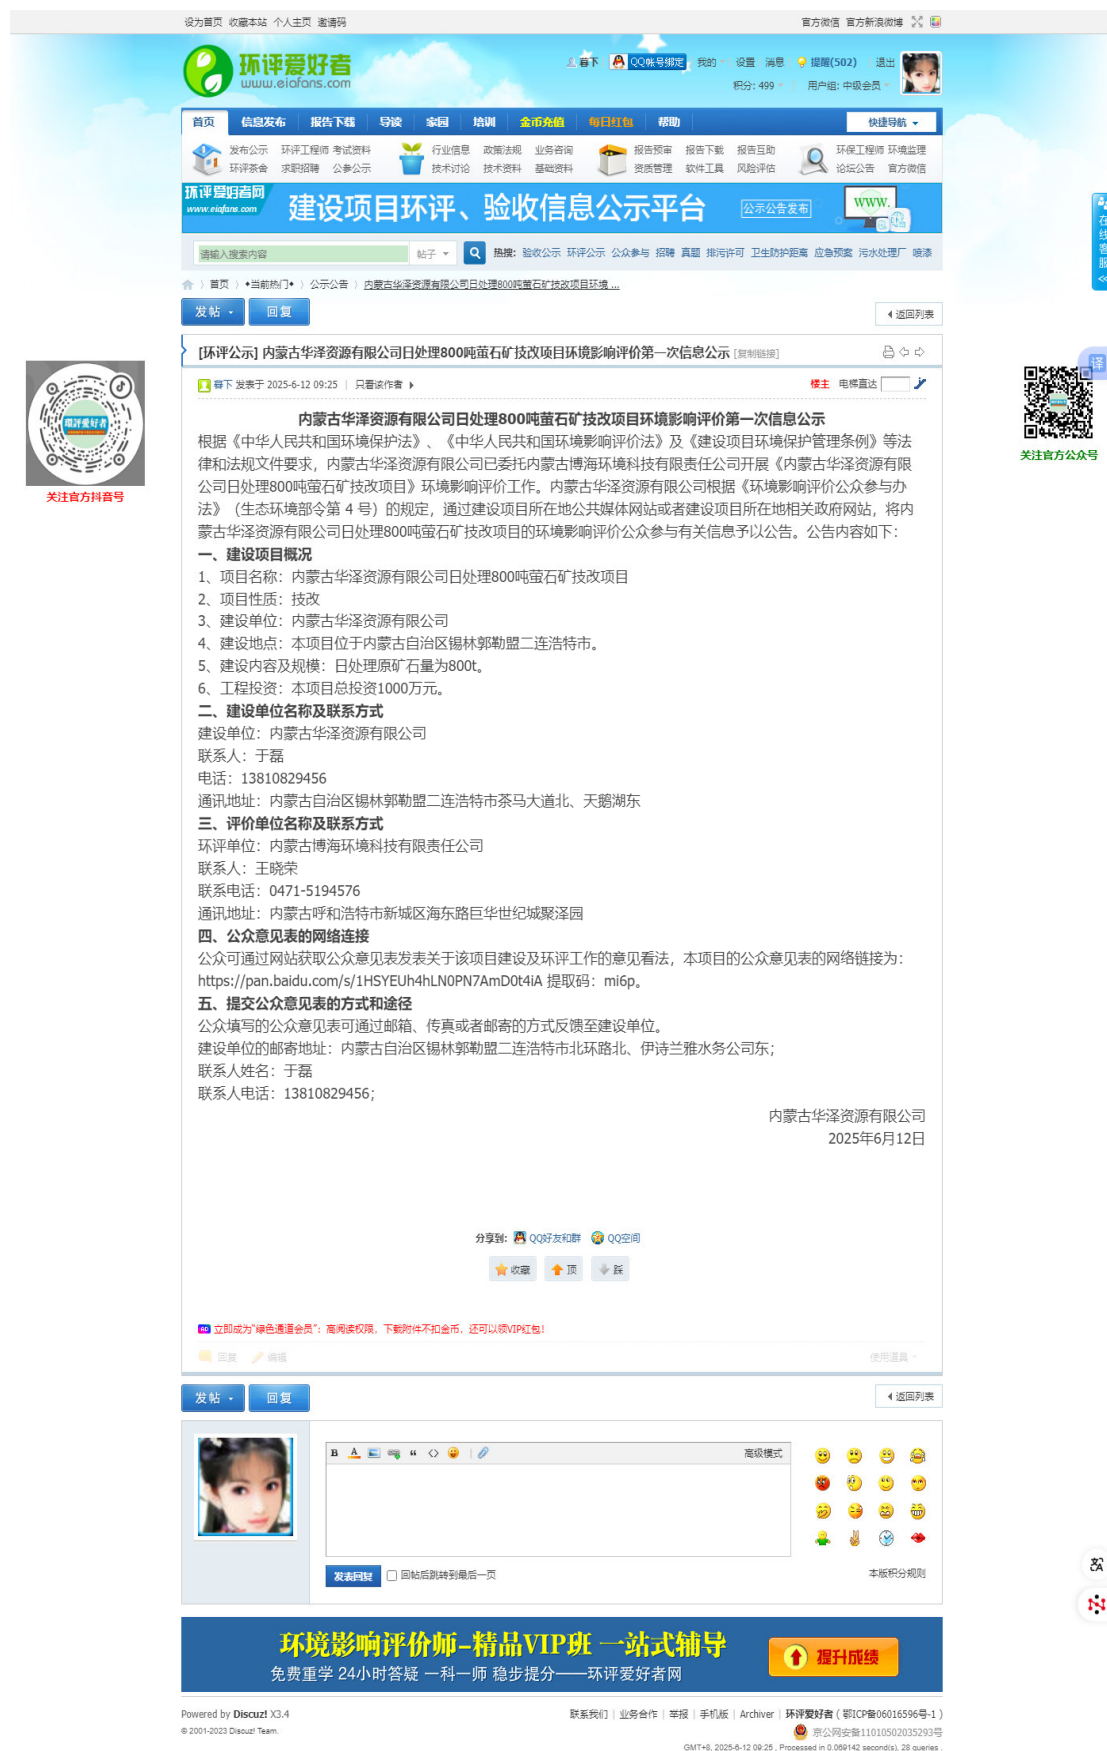 设为首页 收藏本站 个人主页 邀请码
官方微信 官方新浪微博
环评爱好者
www.eiafans.com
暮下 QQ帐号绑定 我的 设置 消息 提醒(502) 退出
积分: 499 用户组: 中级会员
首页 信息发布 报告下载 导读 家园 培训 金币充值 每日红包 帮助 快捷导航
发布公示 环评工程师 考试资料 行业信息 政策法规 业务咨询 报告预审 报告下载 报告互助 环保工程师 环境监理
环评茶舍 求职招聘 公参公示 技术讨论 技术资料 基础资料 资质管理 软件工具 风险评估 论坛公告 官方微信
环评爱好者网
www.eiafans.com
建设项目环评、验收信息公示平台
公示公告发布
WWW.
在线客服
<<
请输入搜索内容 帖子 热搜: 验收公示 环评公示 公众参与 招聘 真题 排污许可 卫生防护距离 应急预案 污水处理厂 喷漆
首页 〉 •当前热门• 〉 公示公告 〉 内蒙古华泽资源有限公司日处理800吨萤石矿技改项目环境 ...
发帖 回复 返回列表
[环评公示] 内蒙古华泽资源有限公司日处理800吨萤石矿技改项目环境影响评价第一次信息公示 [复制链接]
暮下 发表于 2025-6-12 09:25 | 只看该作者
楼主 电梯直达
译
環評愛好者
关注官方抖音号
关注官方公众号
内蒙古华泽资源有限公司日处理800吨萤石矿技改项目环境影响评价第一次信息公示
根据《中华人民共和国环境保护法》、《中华人民共和国环境影响评价法》及《建设项目环境保护管理条例》等法
律和法规文件要求，内蒙古华泽资源有限公司已委托内蒙古博海环境科技有限责任公司开展《内蒙古华泽资源有限
公司日处理800吨萤石矿技改项目》环境影响评价工作。内蒙古华泽资源有限公司根据《环境影响评价公众参与办
法》（生态环境部令第 4 号）的规定，通过建设项目所在地公共媒体网站或者建设项目所在地相关政府网站，将内
蒙古华泽资源有限公司日处理800吨萤石矿技改项目的环境影响评价公众参与有关信息予以公告。公告内容如下：
一、建设项目概况
1、项目名称：内蒙古华泽资源有限公司日处理800吨萤石矿技改项目
2、项目性质：技改
3、建设单位：内蒙古华泽资源有限公司
4、建设地点：本项目位于内蒙古自治区锡林郭勒盟二连浩特市。
5、建设内容及规模：日处理原矿石量为800t。
6、工程投资：本项目总投资1000万元。
二、建设单位名称及联系方式
建设单位：内蒙古华泽资源有限公司
联系人：于磊
电话：13810829456
通讯地址：内蒙古自治区锡林郭勒盟二连浩特市茶马大道北、天鹅湖东
三、评价单位名称及联系方式
环评单位：内蒙古博海环境科技有限责任公司
联系人：王晓荣
联系电话：0471-5194576
通讯地址：内蒙古呼和浩特市新城区海东路巨华世纪城聚泽园
四、公众意见表的网络连接
公众可通过网站获取公众意见表发表关于该项目建设及环评工作的意见看法，本项目的公众意见表的网络链接为：
https://pan.baidu.com/s/1HSYEUh4hLN0PN7AmD0t4iA 提取码：mi6p。
五、提交公众意见表的方式和途径
公众填写的公众意见表可通过邮箱、传真或者邮寄的方式反馈至建设单位。
建设单位的邮寄地址：内蒙古自治区锡林郭勒盟二连浩特市北环路北、伊诗兰雅水务公司东；
联系人姓名：于磊
联系人电话：13810829456；
内蒙古华泽资源有限公司
2025年6月12日
分享到: QQ好友和群 QQ空间
收藏 顶 踩
AD 立即成为“绿色通道会员”：高阅读权限，下载附件不扣金币，还可以领VIP红包！
回复 编辑 使用道具
发帖 回复 返回列表
B A 高级模式
发表回复 回帖后跳转到最后一页 本版积分规则
环境影响评价师-精品VIP班 一站式辅导
免费重学 24小时答疑 一科一师 稳步提分——环评爱好者网
提升成绩
Powered by Discuz! X3.4
© 2001-2023 Discuz! Team.
联系我们 | 业务合作 | 举报 | 手机版 | Archiver | 环评爱好者 ( 鄂ICP备06016596号-1 )
京公网安备11010502035293号
GMT+8, 2025-6-12 09:25 , Processed in 0.069142 second(s), 28 queries .